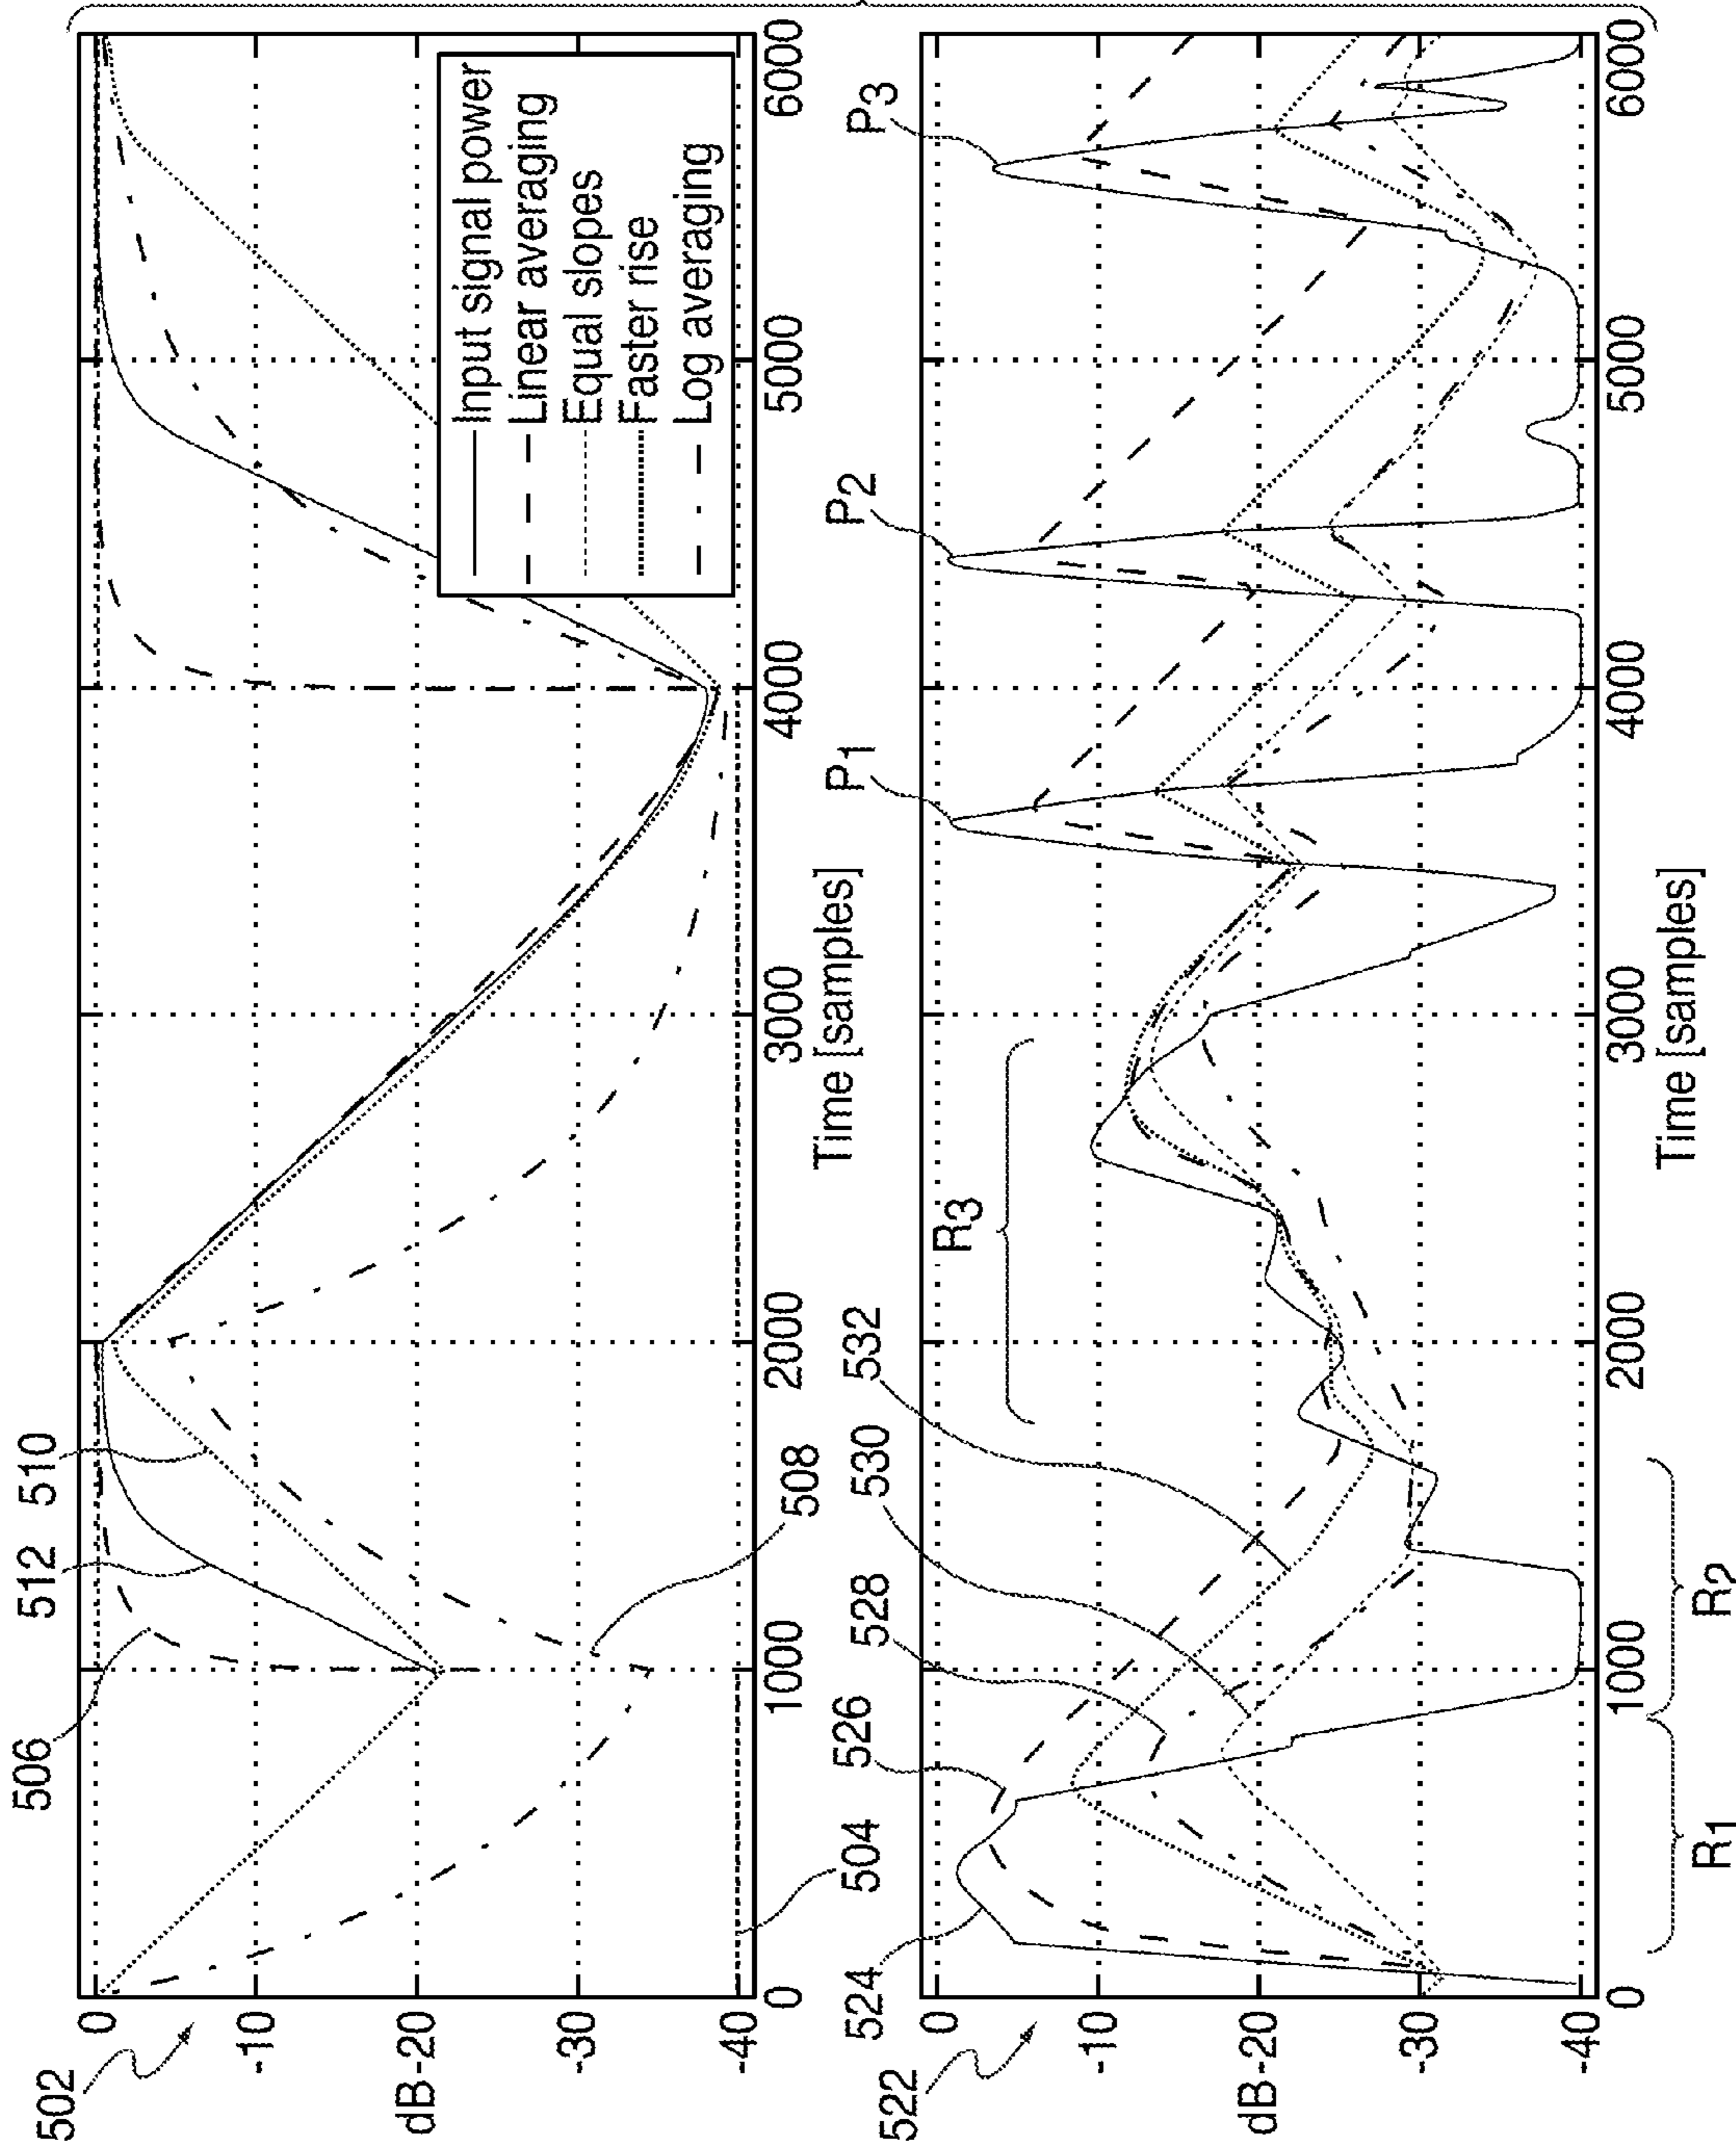 502
506
512
510
0
-10
dB-20
-30
-40
Input signal power
Linear averaging
Equal slopes
Faster rise
Log averaging
508
504
0
1000
2000
3000
4000
5000
6000
Time [samples]
522
524
526
528
530
532
R3
P1
P2
P3
0
-10
dB-20
-30
-40
0
1000
2000
3000
4000
5000
6000
Time [samples]
R1
R2